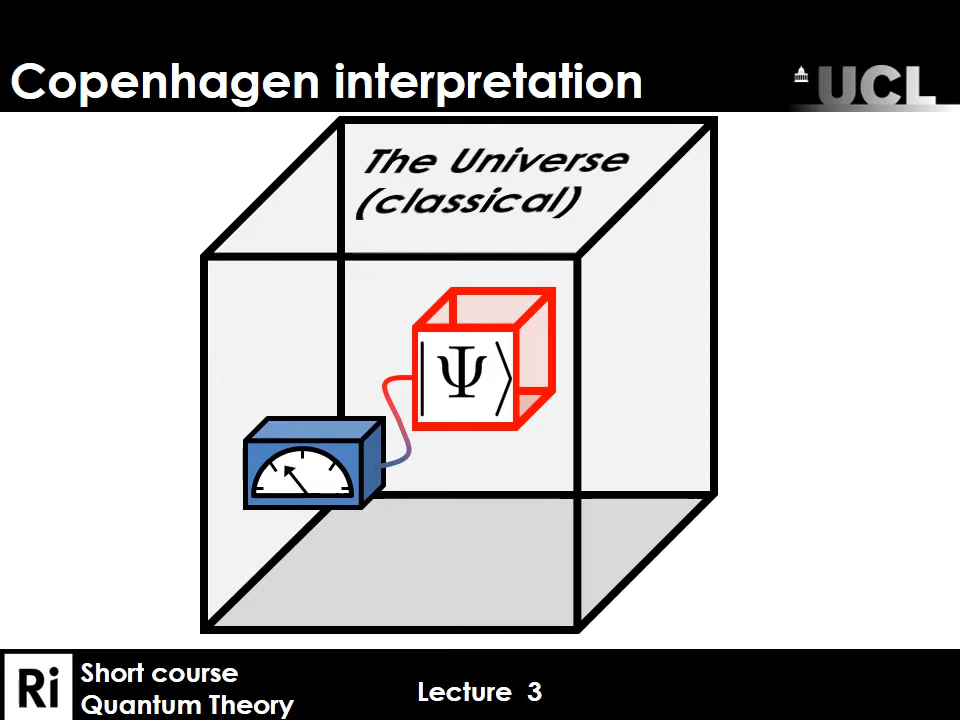 Copenhagen interpretation
UCL
The Universe
(classical)
|Ψ⟩
Ri
Short course
Quantum Theory
Lecture 3